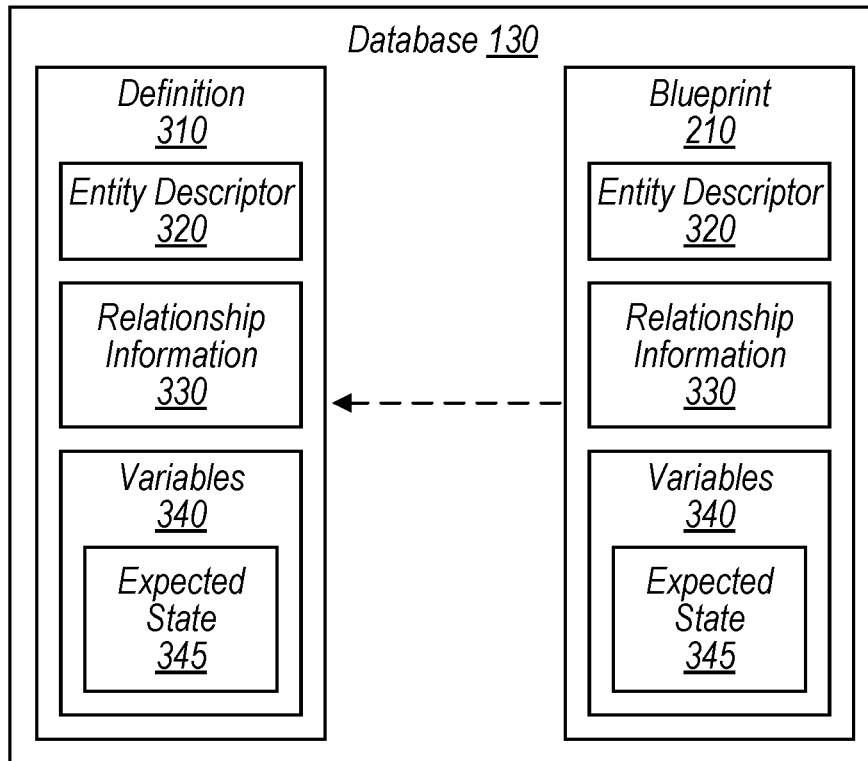 Database 130
Definition
310
Entity Descriptor
320
Relationship
Information
330
Variables
340
Expected
State
345
Blueprint
210
Entity Descriptor
320
Relationship
Information
330
Variables
340
Expected
State
345